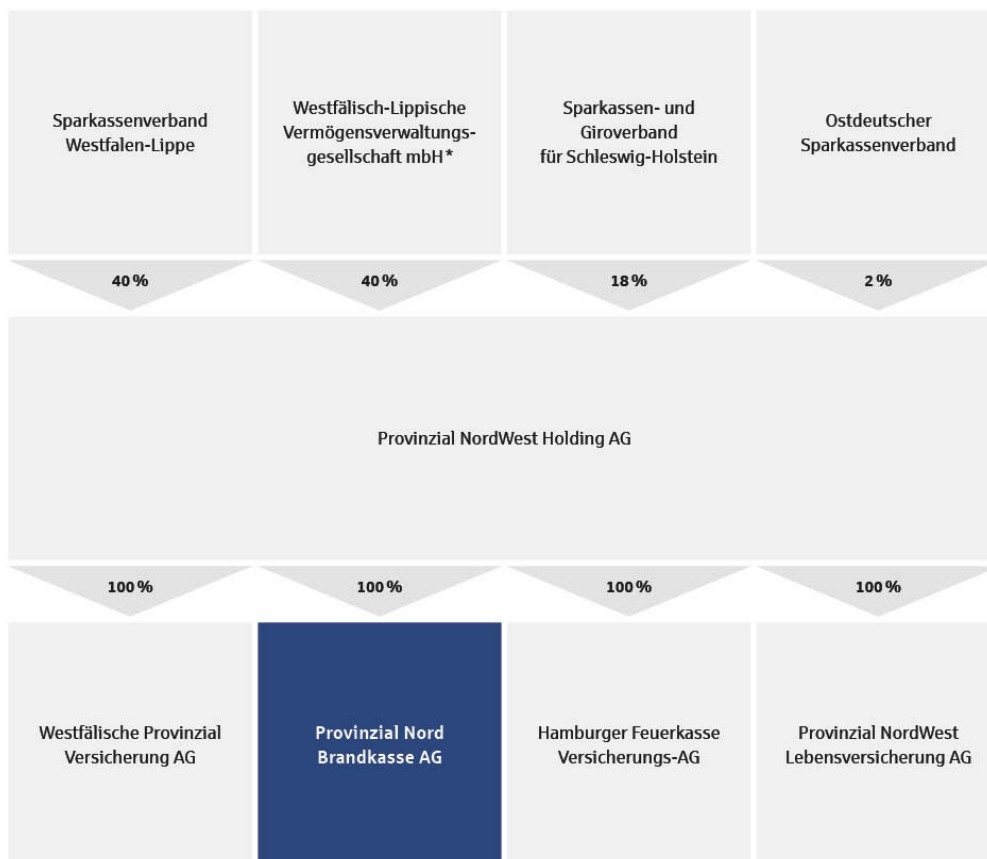 Sparkassenverband
Westfalen-Lippe
Westfälisch-Lippische
Vermögensverwaltungs-
gesellschaft mbH*
Sparkassen- und
Giroverband
für Schleswig-Holstein
Ostdeutscher
Sparkassenverband
40 %
40 %
18 %
2 %
Provinzial NordWest Holding AG
100 %
100 %
100 %
100 %
Westfälische Provinzial
Versicherung AG
Provinzial Nord
Brandkasse AG
Hamburger Feuerkasse
Versicherungs-AG
Provinzial NordWest
Lebensversicherung AG